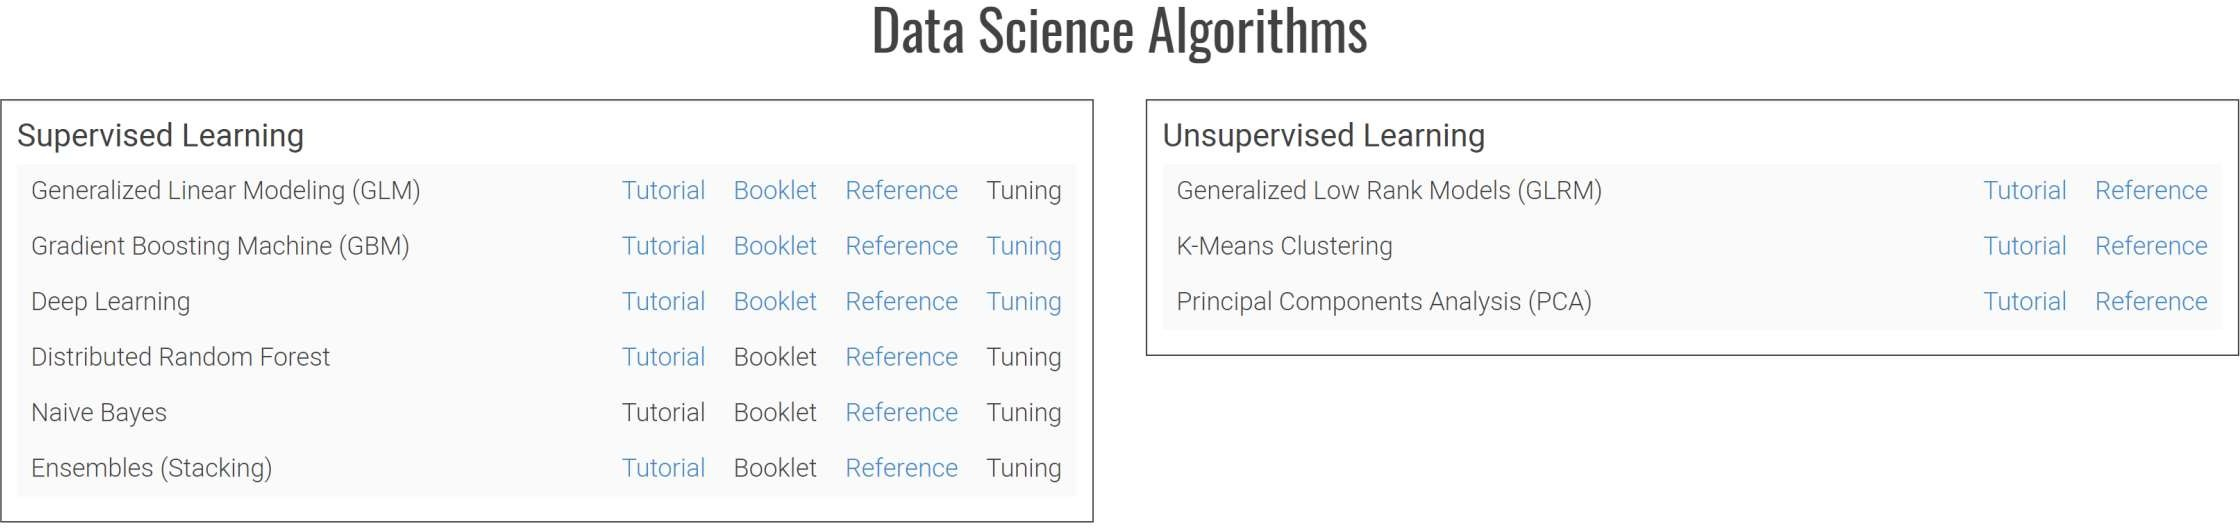 Data Science Algorithms
Supervised Learning
Generalized Linear Modeling (GLM) Tutorial Booklet Reference Tuning
Gradient Boosting Machine (GBM) Tutorial Booklet Reference Tuning
Deep Learning Tutorial Booklet Reference Tuning
Distributed Random Forest Tutorial Booklet Reference Tuning
Naive Bayes Tutorial Booklet Reference Tuning
Ensembles (Stacking) Tutorial Booklet Reference Tuning
Unsupervised Learning
Generalized Low Rank Models (GLRM) Tutorial Reference
K-Means Clustering Tutorial Reference
Principal Components Analysis (PCA) Tutorial Reference